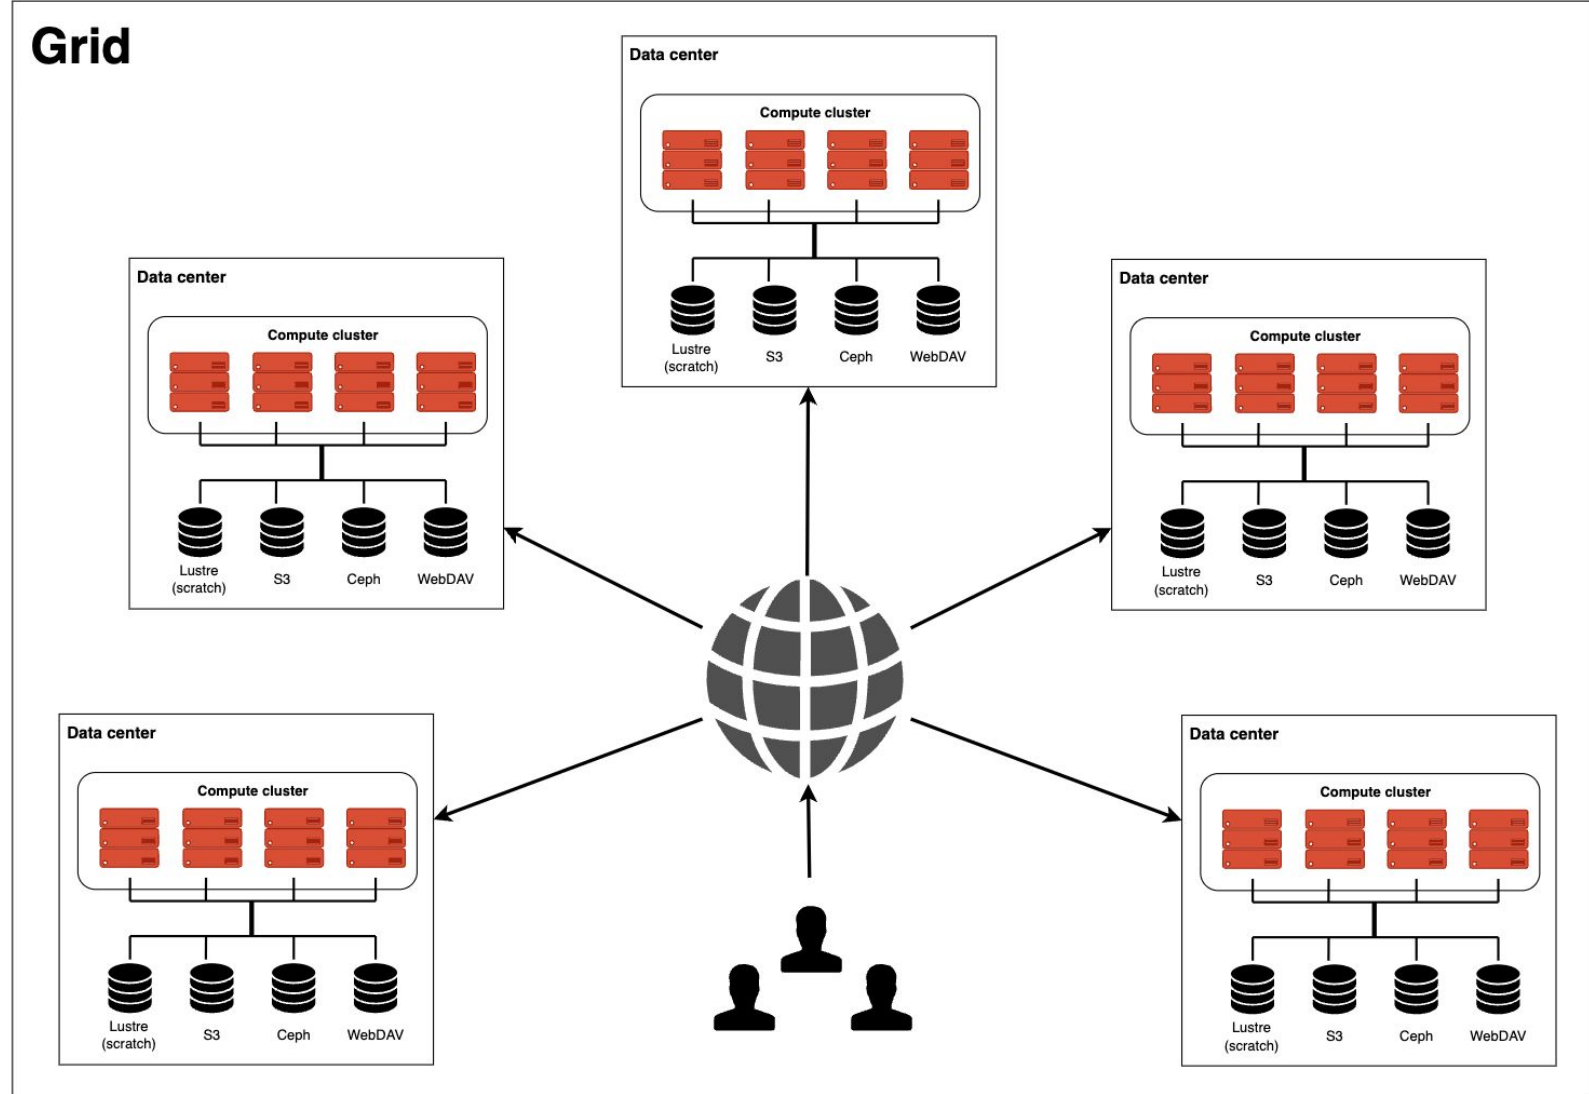 Grid
Data center
Compute cluster
Lustre
(scratch)
S3
Ceph
WebDAV
Data center
Compute cluster
Lustre
(scratch)
S3
Ceph
WebDAV
Data center
Compute cluster
Lustre
(scratch)
S3
Ceph
WebDAV
Data center
Compute cluster
Lustre
(scratch)
S3
Ceph
WebDAV
Data center
Compute cluster
Lustre
(scratch)
S3
Ceph
WebDAV